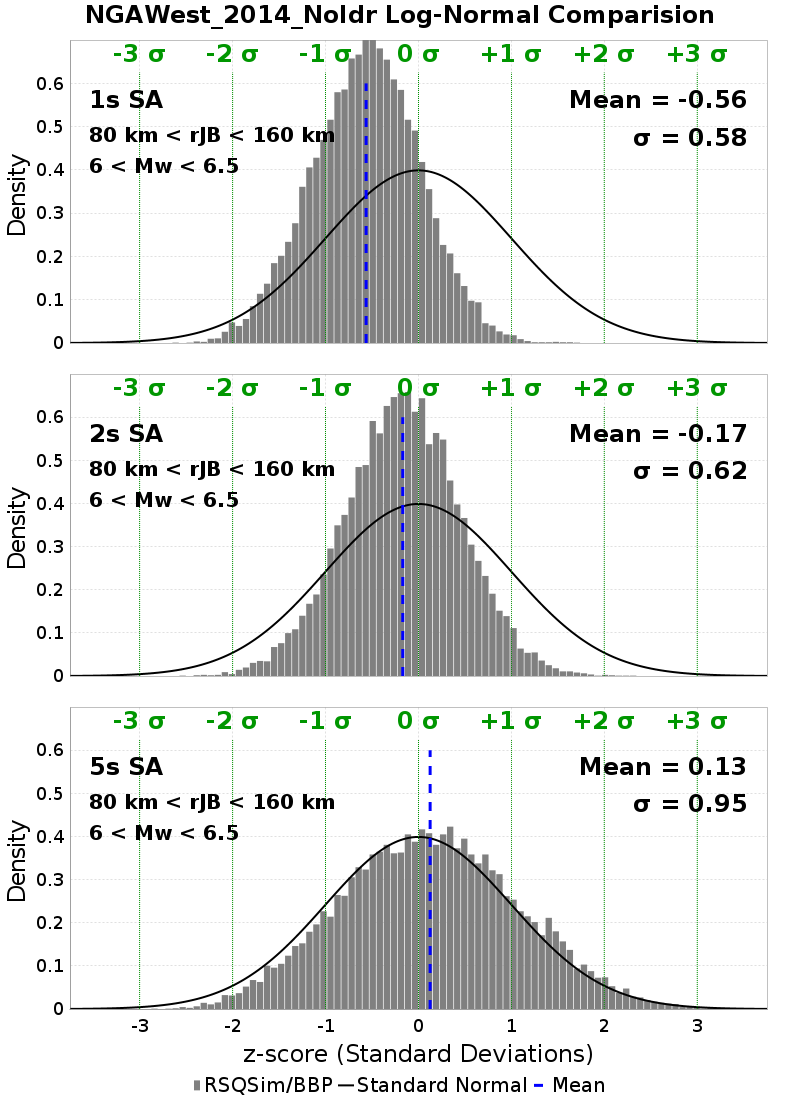 NGAWest_2014_NoIdr Log-Normal Comparision
-3 σ -2 σ -1 σ 0 σ +1 σ +2 σ +3 σ
1s SA
Mean = -0.56
80 km < rJB < 160 km
σ = 0.58
6 < Mw < 6.5
Density
0.6
0.5
0.4
0.3
0.2
0.1
0
-3 σ -2 σ -1 σ 0 σ +1 σ +2 σ +3 σ
2s SA
Mean = -0.17
80 km < rJB < 160 km
σ = 0.62
6 < Mw < 6.5
Density
0.6
0.5
0.4
0.3
0.2
0.1
0
-3 σ -2 σ -1 σ 0 σ +1 σ +2 σ +3 σ
5s SA
Mean = 0.13
80 km < rJB < 160 km
σ = 0.95
6 < Mw < 6.5
Density
0.6
0.5
0.4
0.3
0.2
0.1
0
-3 -2 -1 0 1 2 3
z-score (Standard Deviations)
RSQSim/BBP Standard Normal Mean